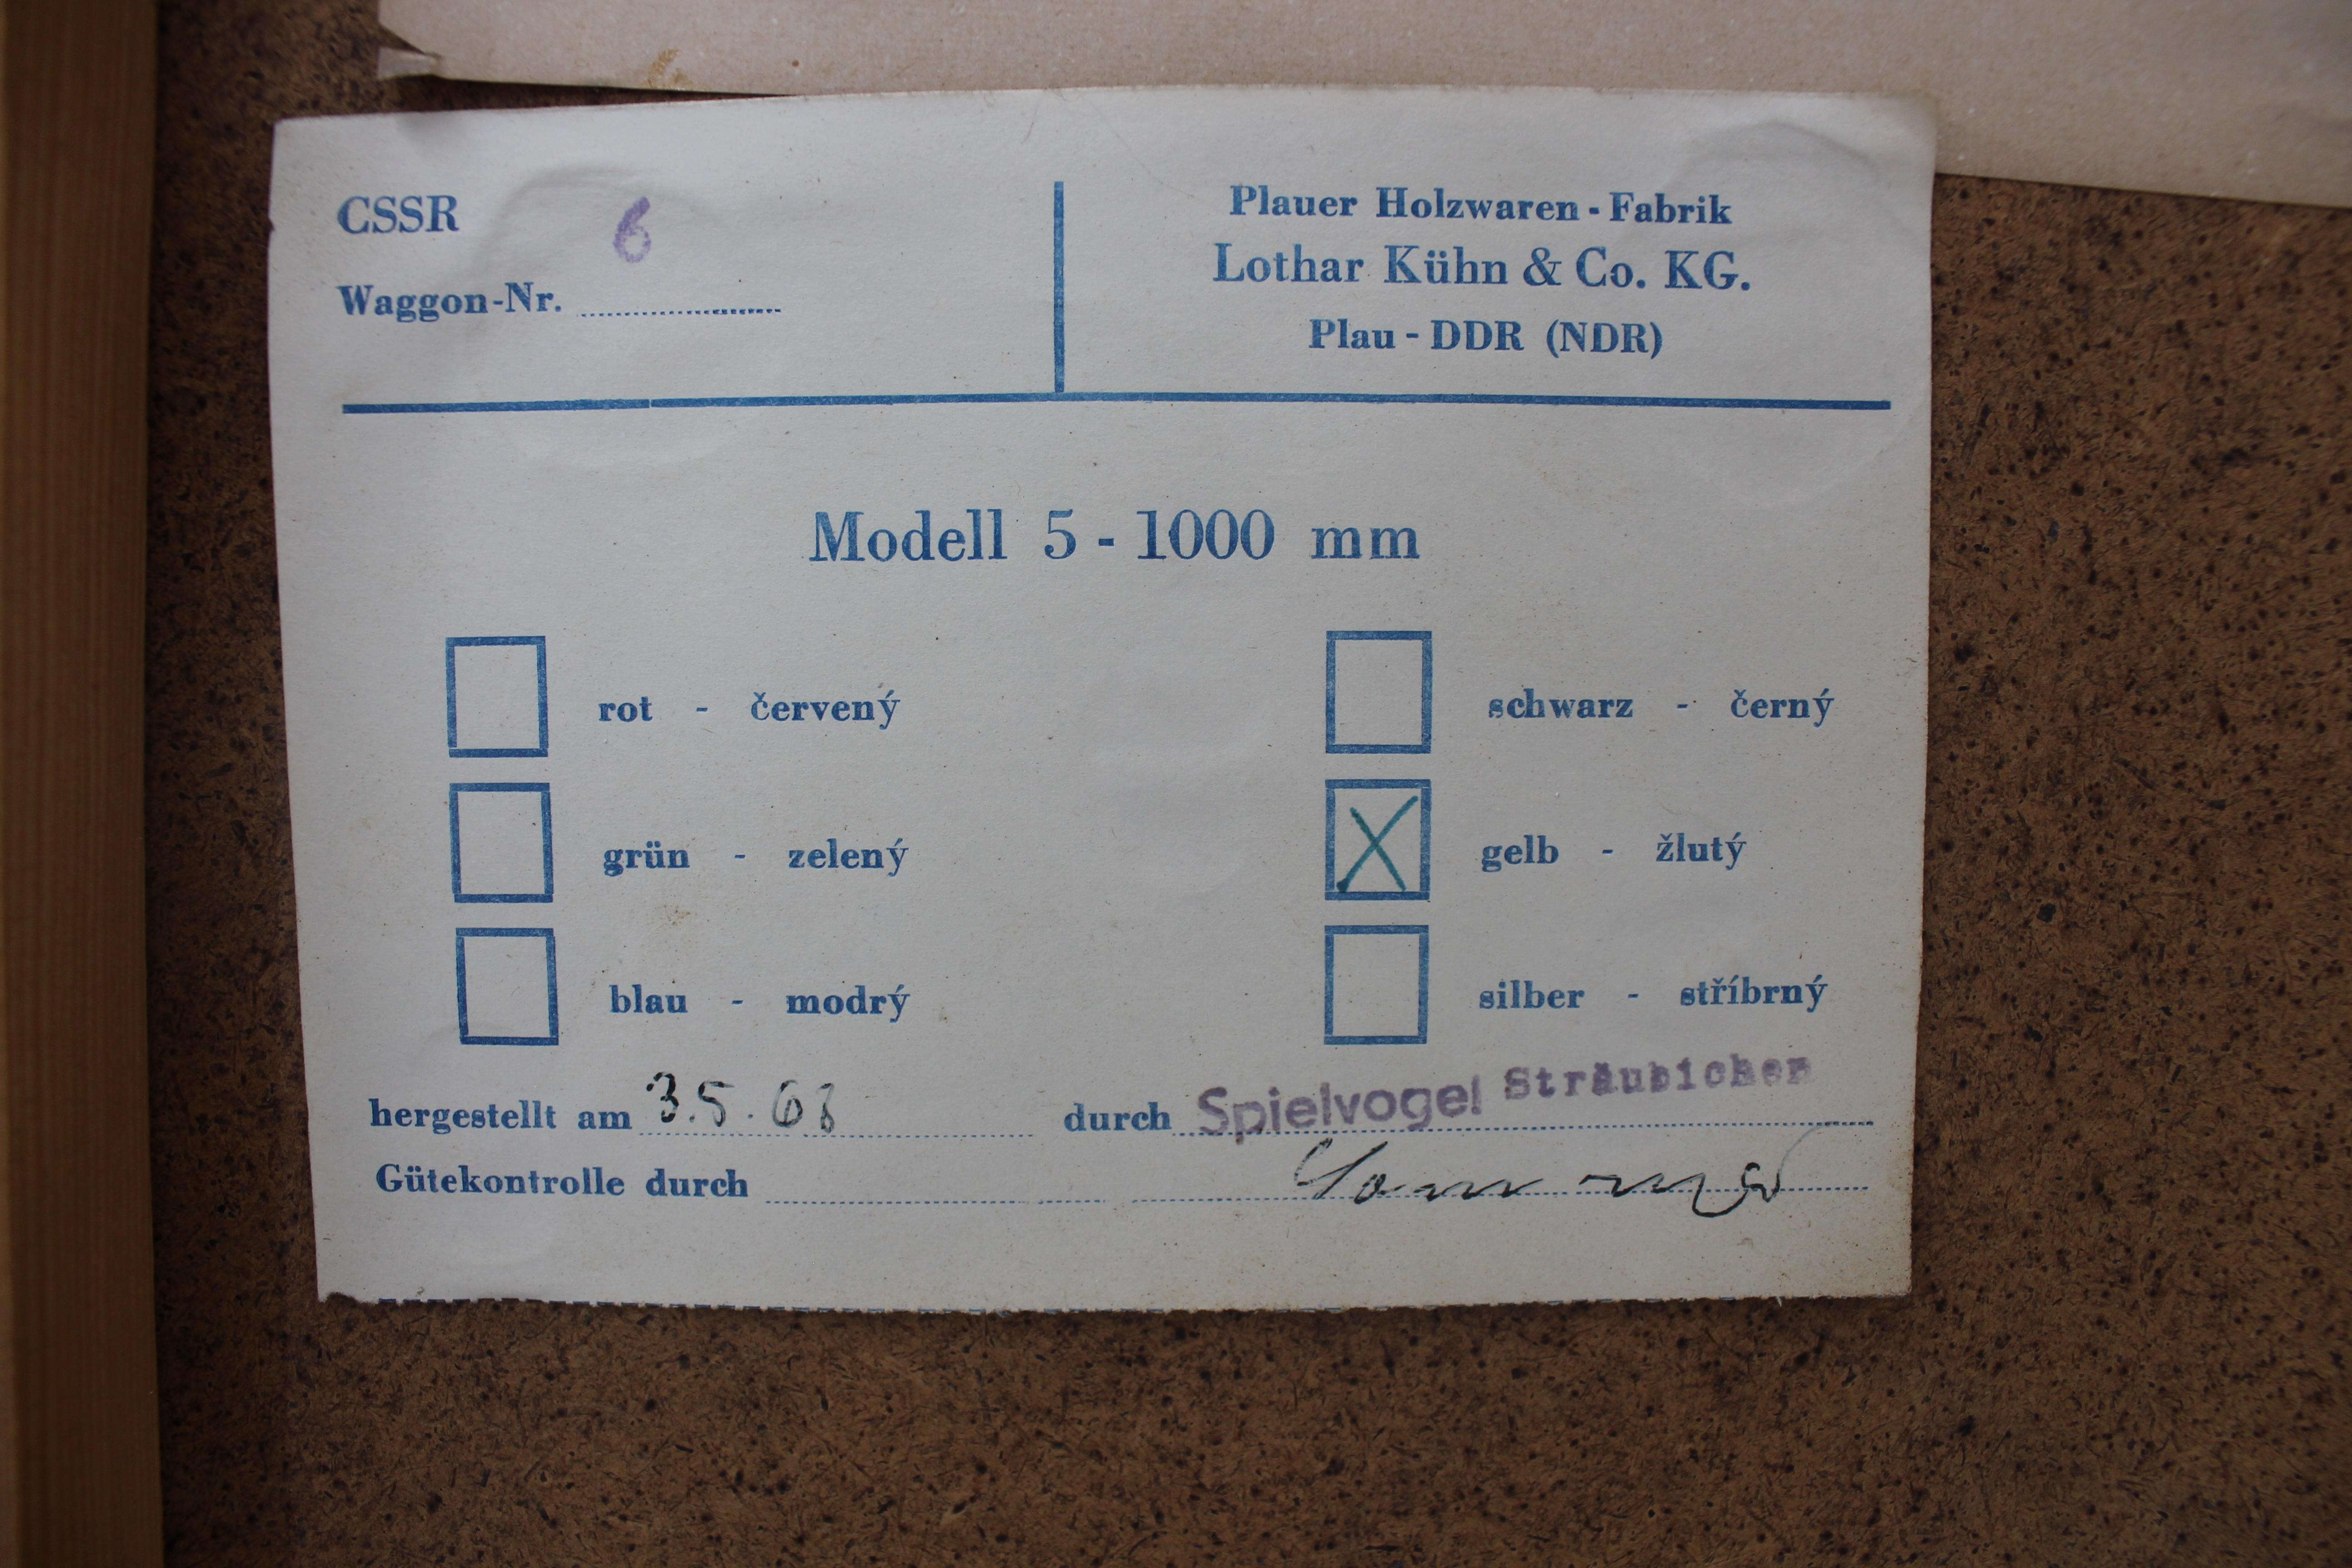 CSSR
6
Waggon-Nr.
Plauer Holzwaren - Fabrik
Lothar Kühn & Co. KG.
Plau - DDR (NDR)
Modell 5 - 1000 mm
rot - červený
schwarz - černý
grün - zelený
X gelb - žlutý
blau - modrý
silber - stříbrný
hergestellt am 3.5.63 durch Spielvogel Sträubichen
Gütekontrolle durch